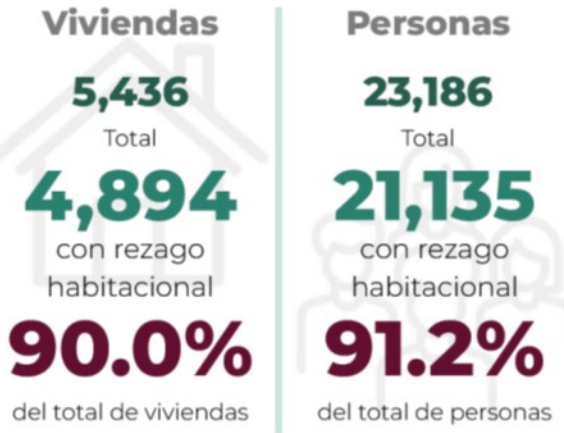 Viviendas
5,436
Total
4,894
con rezago
habitacional
90.0%
del total de viviendas
Personas
23,186
Total
21,135
con rezago
habitacional
91.2%
del total de personas